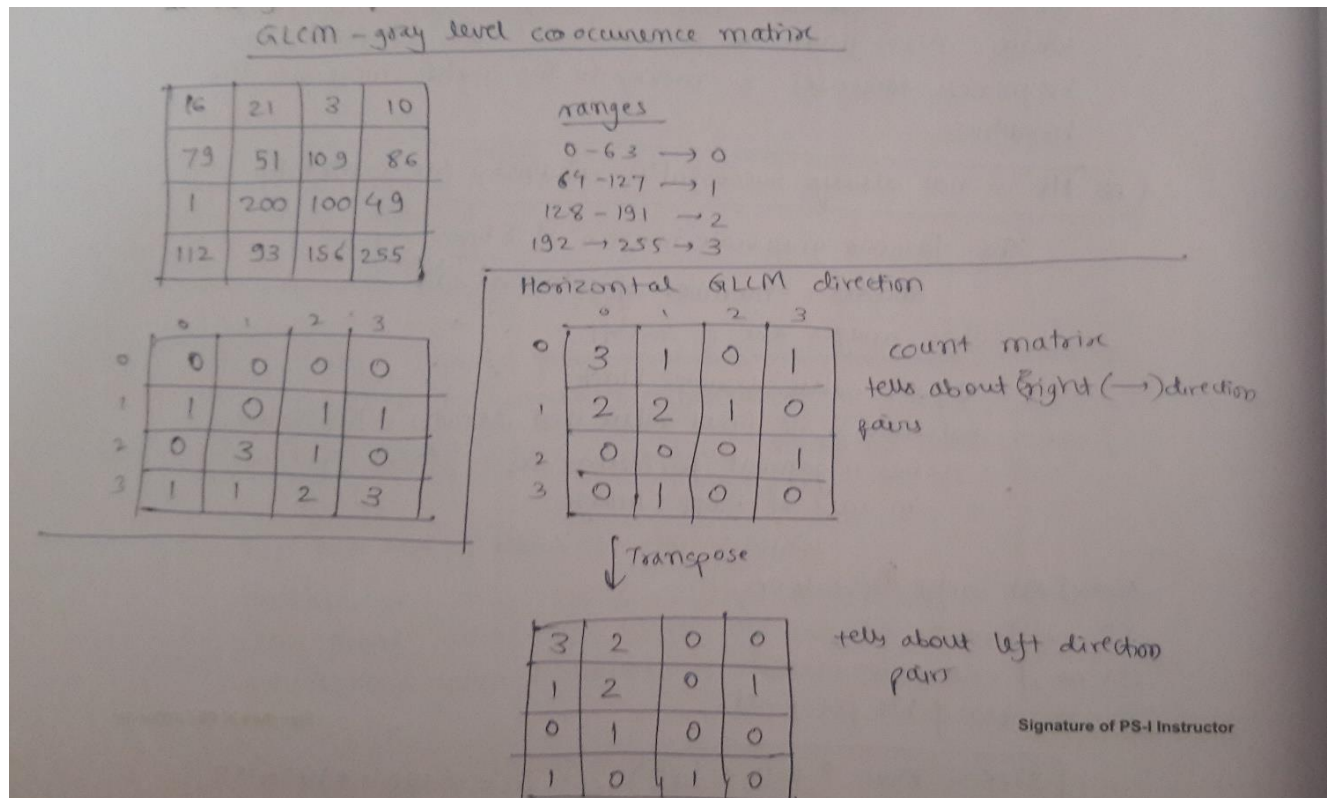 GLCM - gray level cooccurence matrix
16 21 3 10
79 51 109 86
1 200 100 49
112 93 156 255
ranges
0-63 → 0
64-127 → 1
128-191 → 2
192 → 255 → 3
0 1 2 3
0 0 0 0 0
1 1 0 1 1
2 0 3 1 0
3 1 1 2 3
Horizontal GLCM direction
0 1 2 3
0 3 1 0 1
1 2 2 1 0
2 0 0 0 1
3 0 1 0 0
count matrix
tells about right (→) direction
pairs
Transpose
3 2 0 0
1 2 0 1
0 1 0 0
1 0 1 0
tells about left direction
pairs
Signature of PS-I Instructor